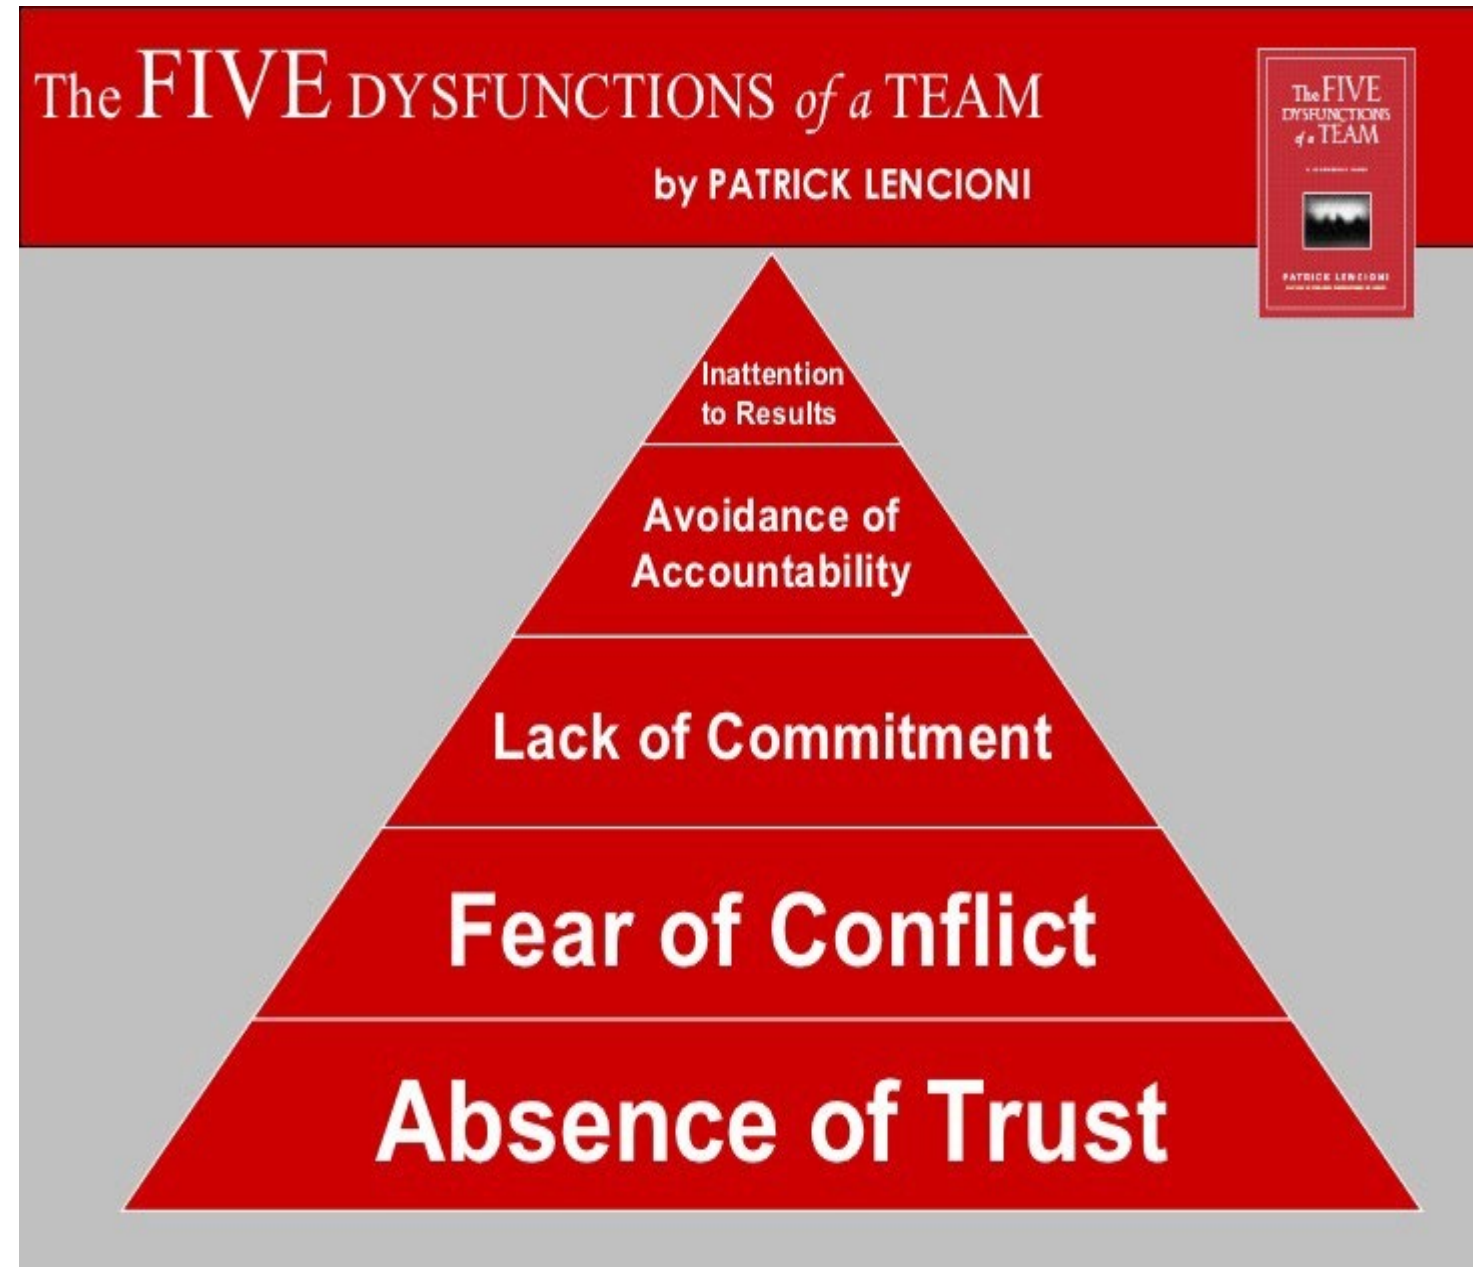 The FIVE DYSFUNCTIONS of a TEAM
by PATRICK LENCIONI
The FIVE
DYSFUNCTIONS
of a TEAM
PATRICK LENCIONI
Inattention
to Results
Avoidance of
Accountability
Lack of Commitment
Fear of Conflict
Absence of Trust